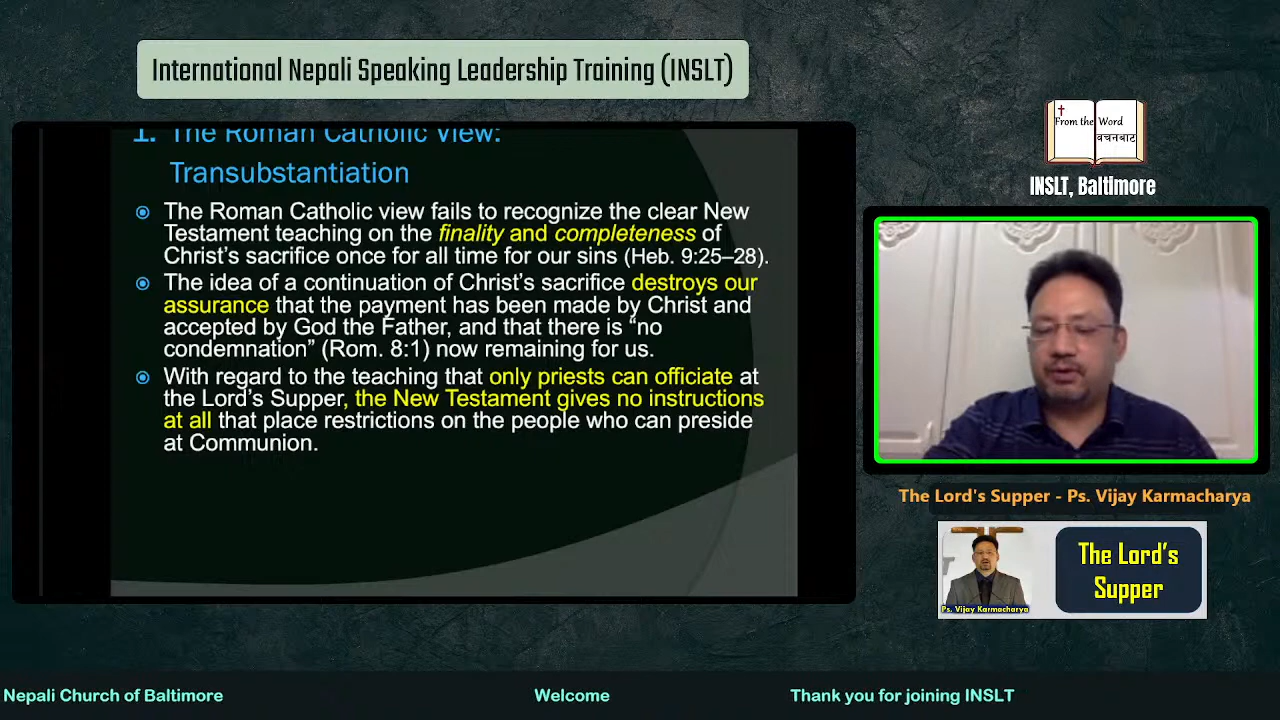 International Nepali Speaking Leadership Training (INSLT)
1. The Roman Catholic View:
Transubstantiation
The Roman Catholic view fails to recognize the clear New
Testament teaching on the finality and completeness of
Christ's sacrifice once for all time for our sins (Heb. 9:25–28).
The idea of a continuation of Christ's sacrifice destroys our
assurance that the payment has been made by Christ and
accepted by God the Father, and that there is “no
condemnation” (Rom. 8:1) now remaining for us.
With regard to the teaching that only priests can officiate at
the Lord's Supper, the New Testament gives no instructions
at all that place restrictions on the people who can preside
at Communion.
From the Word
वचनबाट
INSLT, Baltimore
The Lord's Supper - Ps. Vijay Karmacharya
Ps. Vijay Karmacharya
The Lord’s
Supper
Nepali Church of Baltimore
Welcome
Thank you for joining INSLT